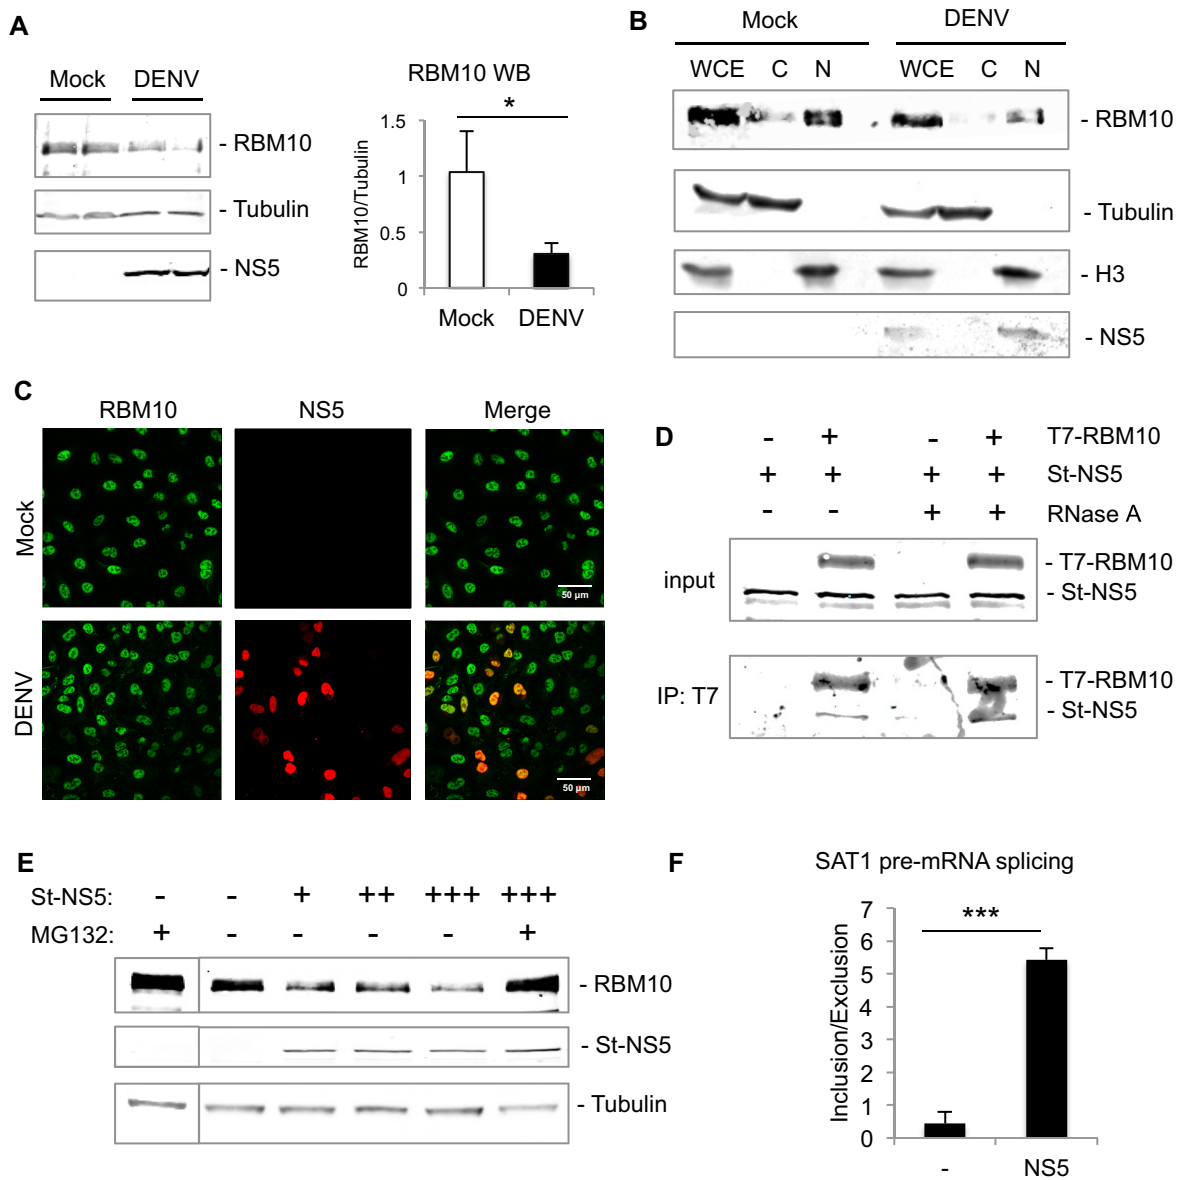 A
Mock DENV
- RBM10
- Tubulin
- NS5
RBM10 WB
*
RBM10/Tubulin
1.5
1
0.5
0
Mock DENV
B
Mock DENV
WCE C N WCE C N
- RBM10
- Tubulin
- H3
- NS5
C
RBM10 NS5 Merge
Mock
50 µm
DENV
50 µm
D
- + - + T7-RBM10
+ + + + St-NS5
- - + + RNase A
input
- T7-RBM10
- St-NS5
IP: T7
- T7-RBM10
- St-NS5
E
St-NS5: - - + ++ +++ +++
MG132: + - - - - +
- RBM10
- St-NS5
- Tubulin
F
SAT1 pre-mRNA splicing
***
Inclusion/Exclusion
7
6
5
4
3
2
1
0
- NS5